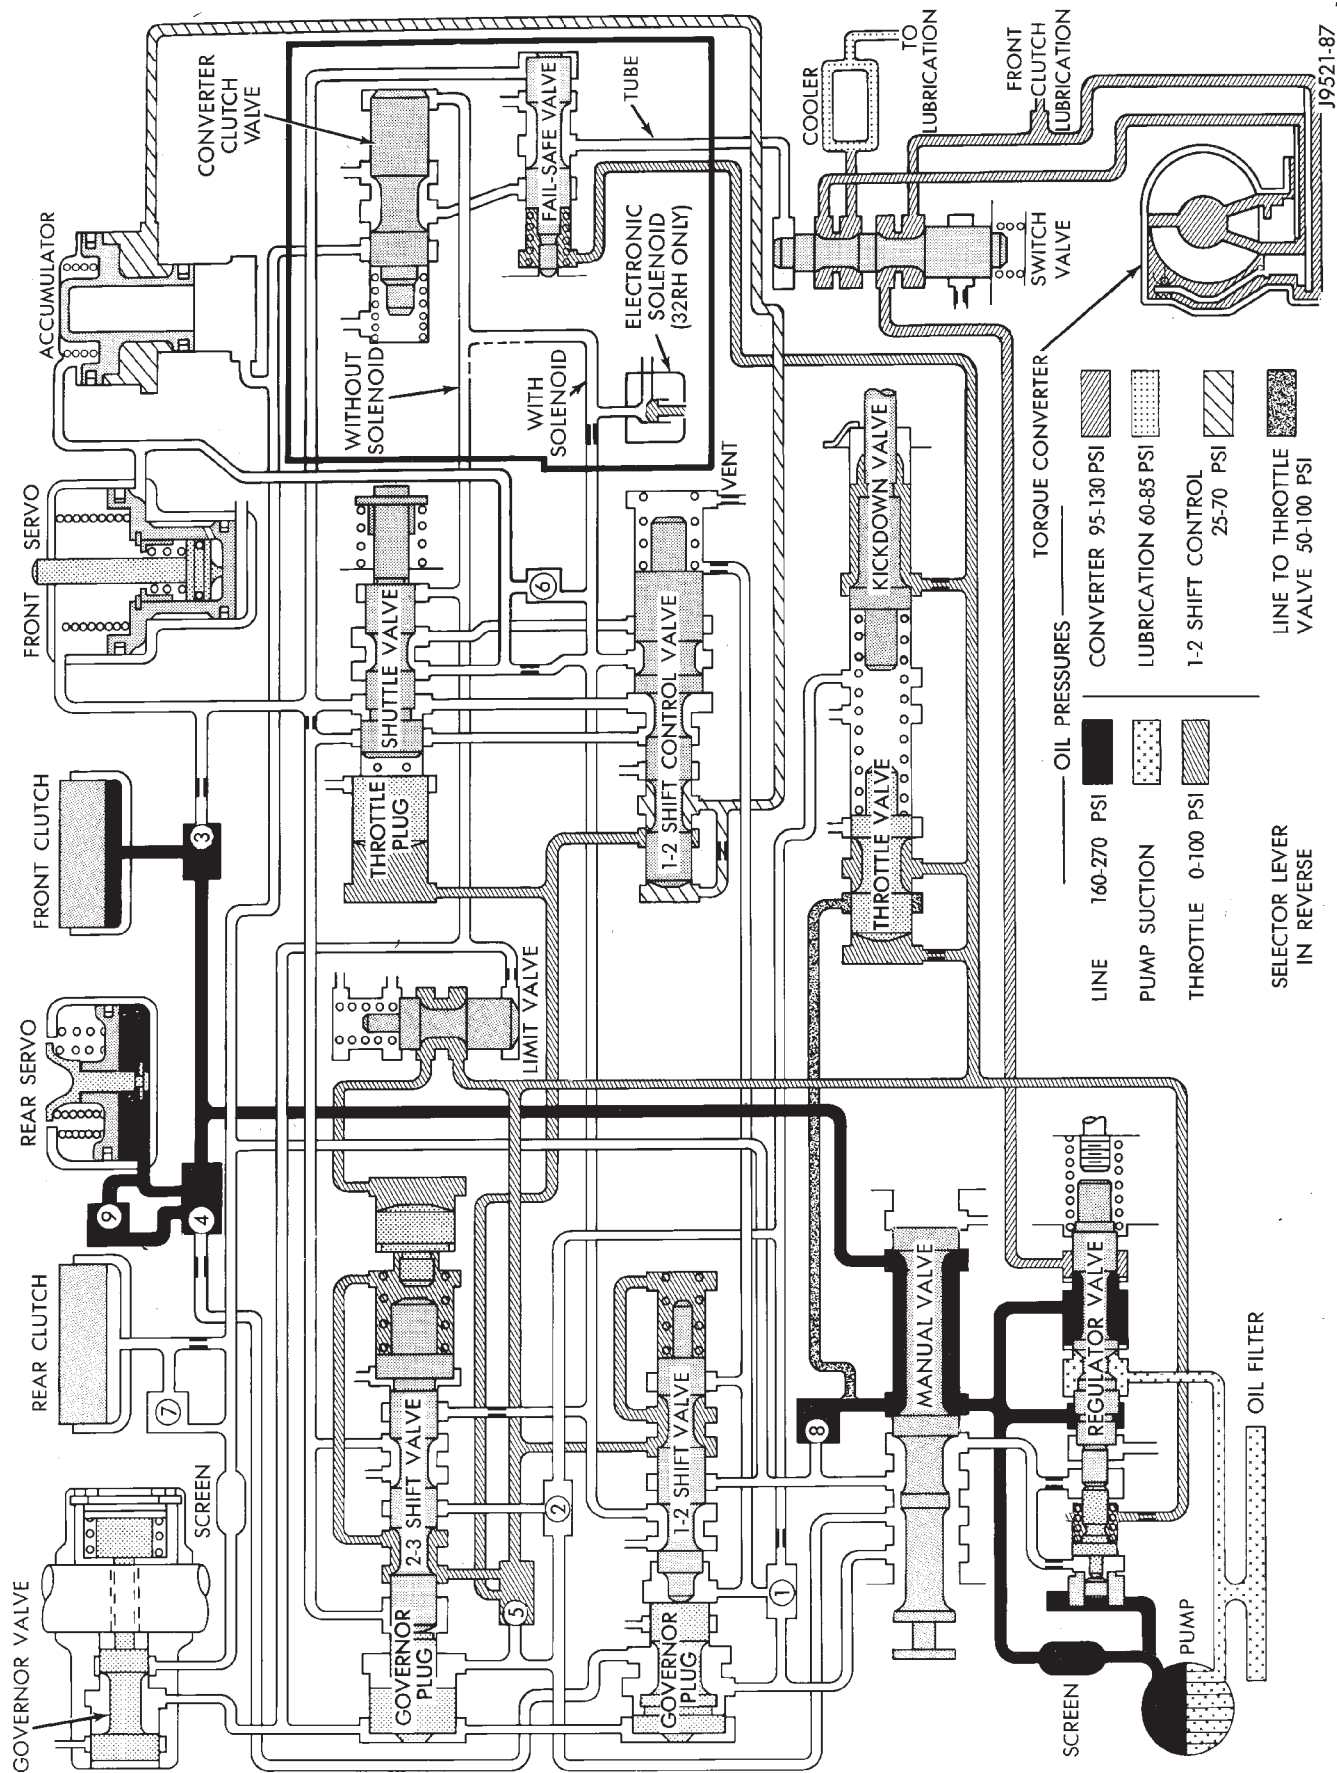 GOVERNOR VALVE
SCREEN
REAR CLUTCH
7
4
9
REAR SERVO
FRONT CLUTCH
3
FRONT SERVO
ACCUMULATOR
CONVERTER
CLUTCH
VALVE
GOVERNOR
PLUG
2-3 SHIFT VALVE
5
2
LIMIT VALVE
THROTTLE
PLUG
SHUTTLE VALVE
6
WITHOUT
SOLENOID
WITH
SOLENOID
FAIL-SAFE VALVE
ELECTRONIC
SOLENOID
(32RH ONLY)
TUBE
GOVERNOR
PLUG
1-2 SHIFT VALVE
1
8
1-2 SHIFT CONTROL VALVE
VENT
MANUAL VALVE
THROTTLE VALVE
KICKDOWN VALVE
COOLER
TO
LUBRICATION
FRONT
CLUTCH
LUBRICATION
SWITCH
VALVE
SCREEN
PUMP
REGULATOR VALVE
OIL FILTER
TORQUE CONVERTER
OIL PRESSURES
LINE 160-270 PSI
PUMP SUCTION
THROTTLE 0-100 PSI
CONVERTER 95-130 PSI
LUBRICATION 60-85 PSI
1-2 SHIFT CONTROL
25-70 PSI
LINE TO THROTTLE
VALVE 50-100 PSI
SELECTOR LEVER
IN REVERSE
J9521-87